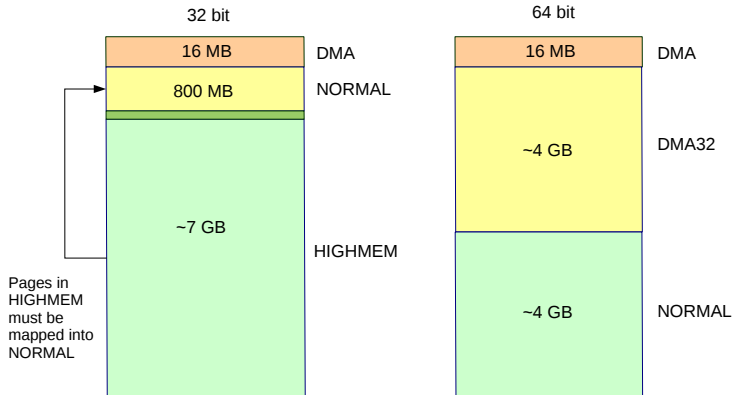 32 bit
64 bit
16 MB
DMA
16 MB
DMA
800 MB
NORMAL
~4 GB
DMA32
~7 GB
HIGHMEM
Pages in
HIGHMEM
must be
mapped into
NORMAL
~4 GB
NORMAL